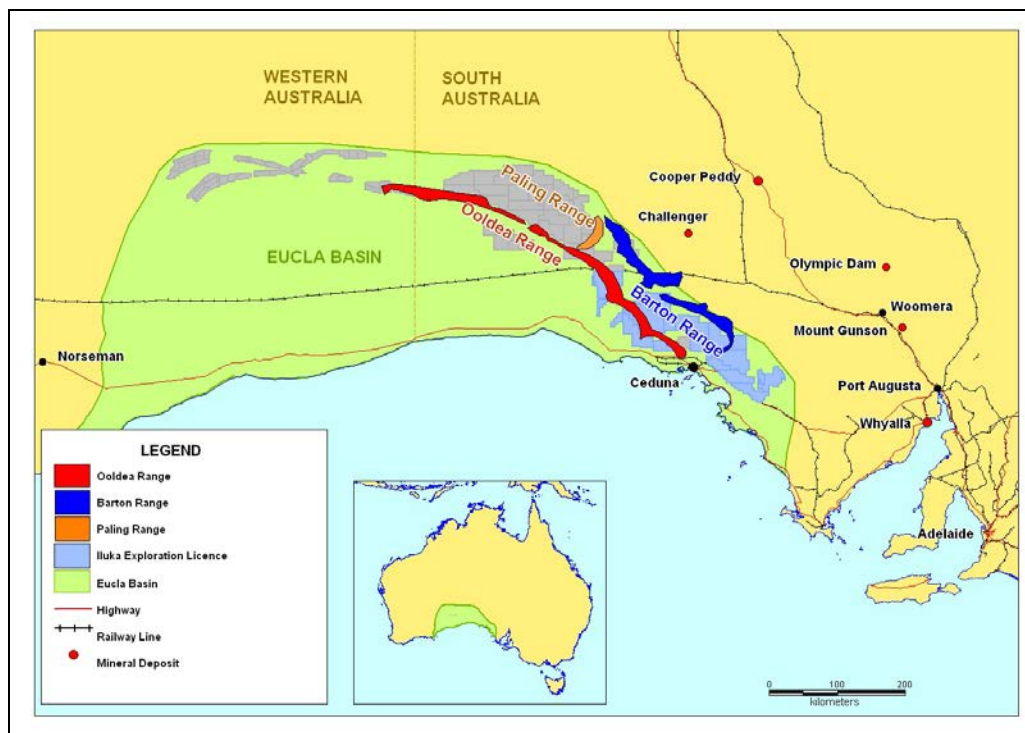 WESTERN
AUSTRALIA
SOUTH
AUSTRALIA
Cooper Peddy
Paling Range
Challenger
Ooldea Range
EUCLA BASIN
Olympic Dam
Barton Range
Woomera
Mount Gunson
Norseman
Ceduna
Port Augusta
Whyalla
LEGEND
Ooldea Range
Barton Range
Paling Range
Iluka Exploration Licence
Eucla Basin
Highway
Railway Line
Mineral Deposit
Adelaide
0 100 200
kilometers